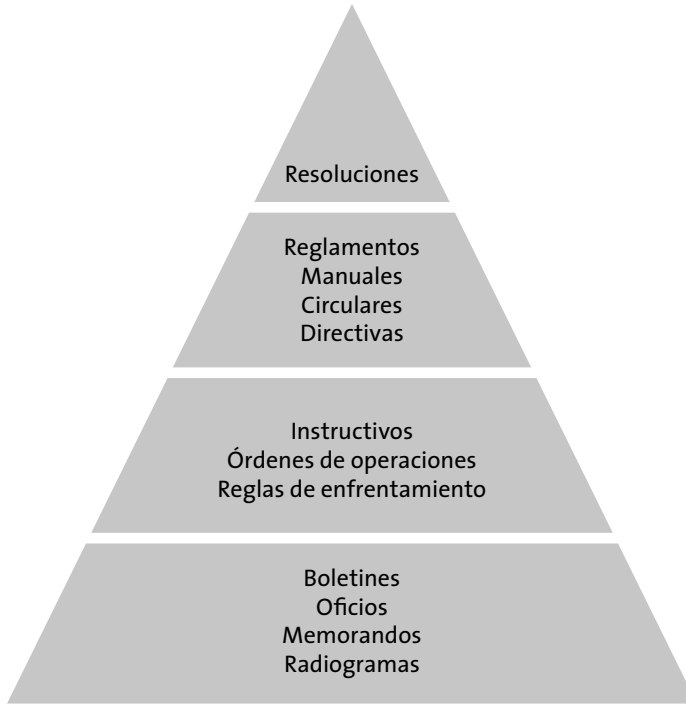 Resoluciones
Reglamentos
Manuales
Circulares
Directivas
Instructivos
Órdenes de operaciones
Reglas de enfrentamiento
Boletines
Oficios
Memorandos
Radiogramas